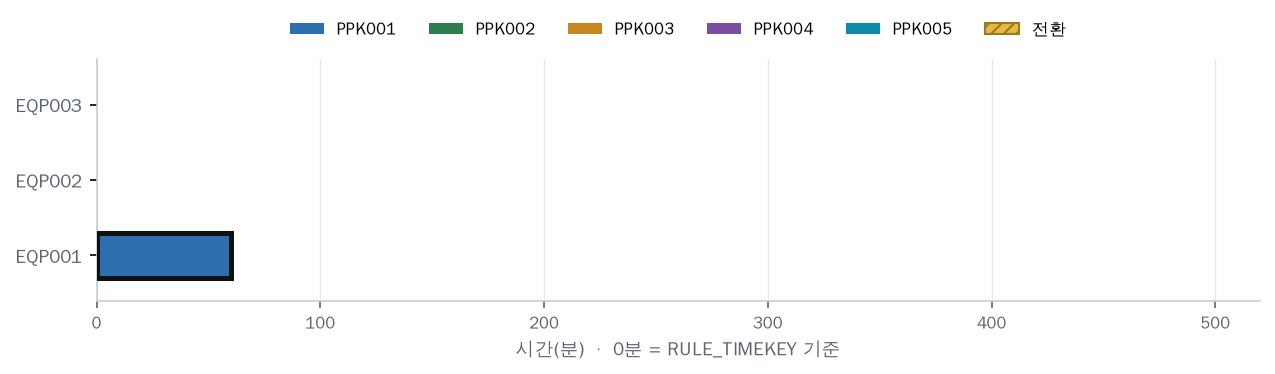 PPK001 PPK002 PPK003 PPK004 PPK005 전환
EQP003
EQP002
EQP001
0 100 200 300 400 500
시간(분) · 0분 = RULE_TIMEKEY 기준